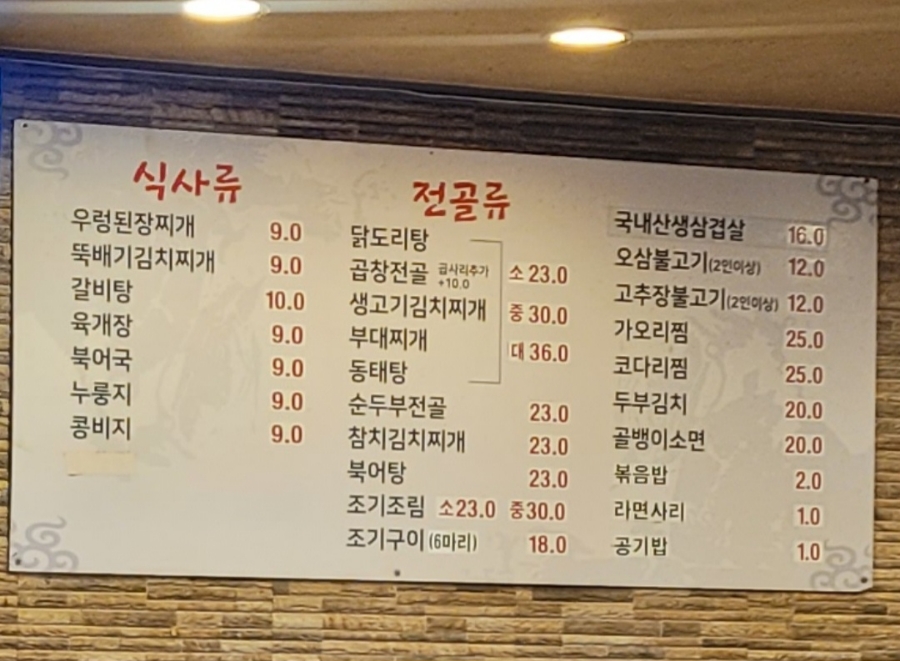 식사류
우렁된장찌개 9.0
뚝배기김치찌개 9.0
갈비탕 10.0
육개장 9.0
북어국 9.0
누룽지 9.0
콩비지 9.0
전골류
닭도리탕
곱창전골 곱사리추가 +10.0 소 23.0
생고기김치찌개 중 30.0
부대찌개 대 36.0
동태탕
순두부전골 23.0
참치김치찌개 23.0
북어탕 23.0
조기조림 소23.0 중30.0
조기구이(6마리) 18.0
국내산생삼겹살 16.0
오삼불고기(2인이상) 12.0
고추장불고기(2인이상) 12.0
가오리찜 25.0
코다리찜 25.0
두부김치 20.0
골뱅이소면 20.0
볶음밥 2.0
라면사리 1.0
공기밥 1.0